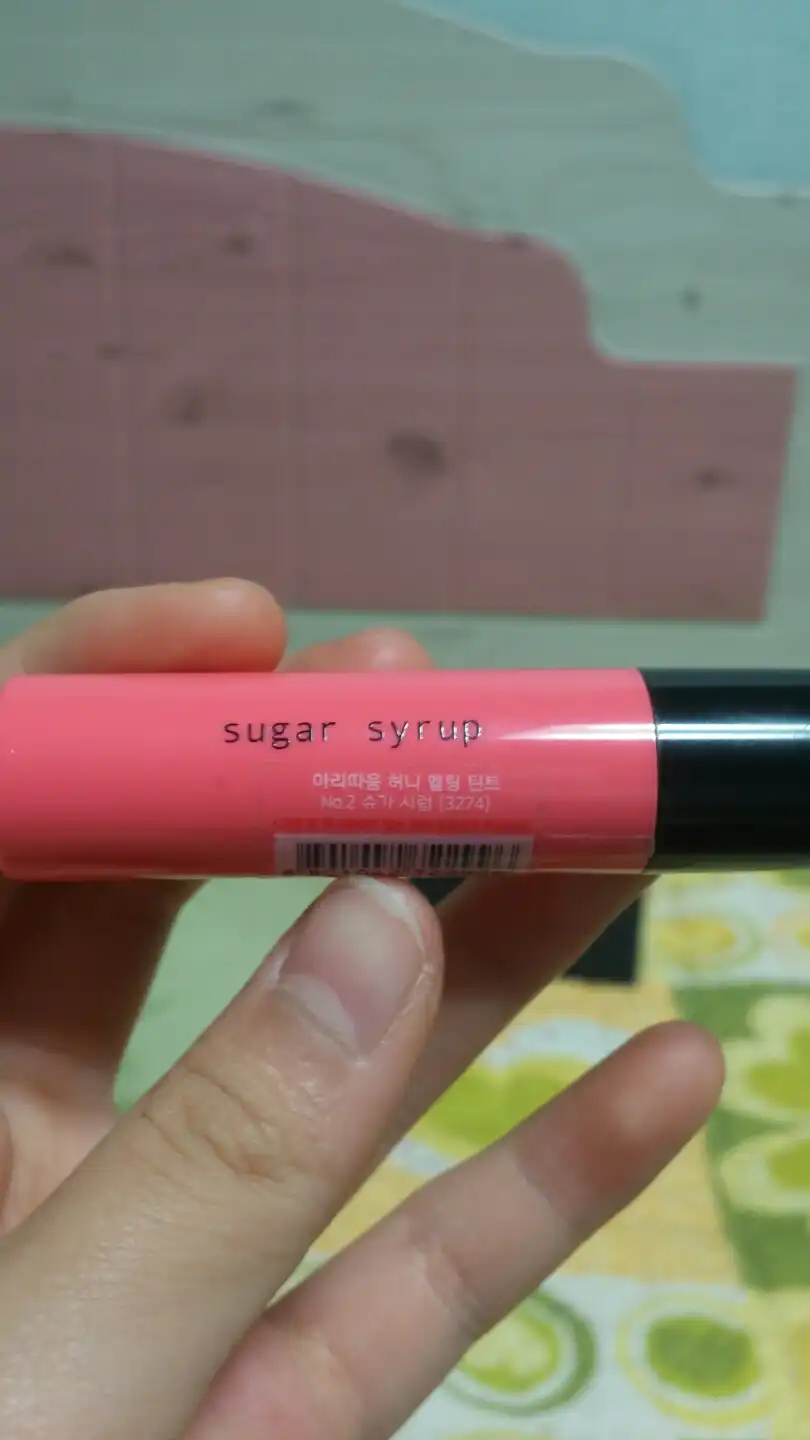 sugar syrup
아리따움 허니 멜팅 틴트
No.2 슈가 시럽 (3274)